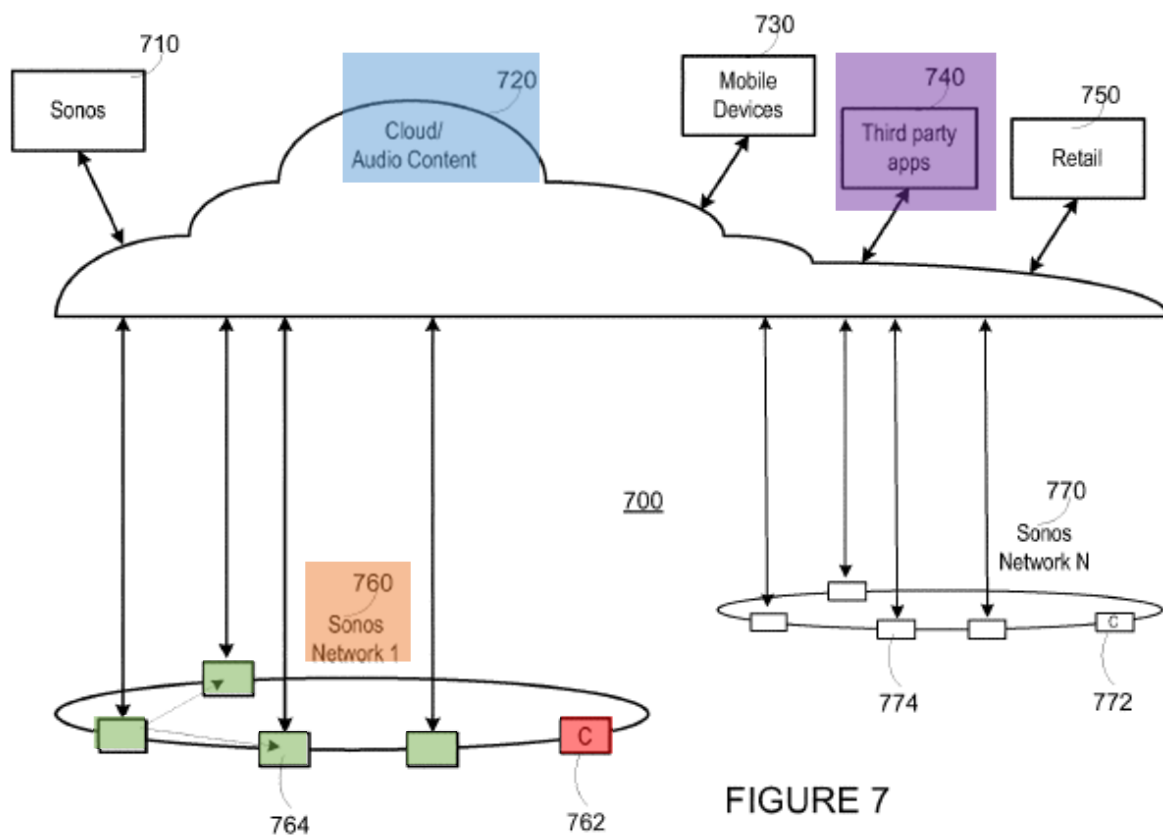 710
Sonos
720
Cloud/
Audio Content
730
Mobile
Devices
740
Third party
apps
750
Retail
700
760
Sonos
Network 1
770
Sonos
Network N
C
774
772
C
764
762
FIGURE 7